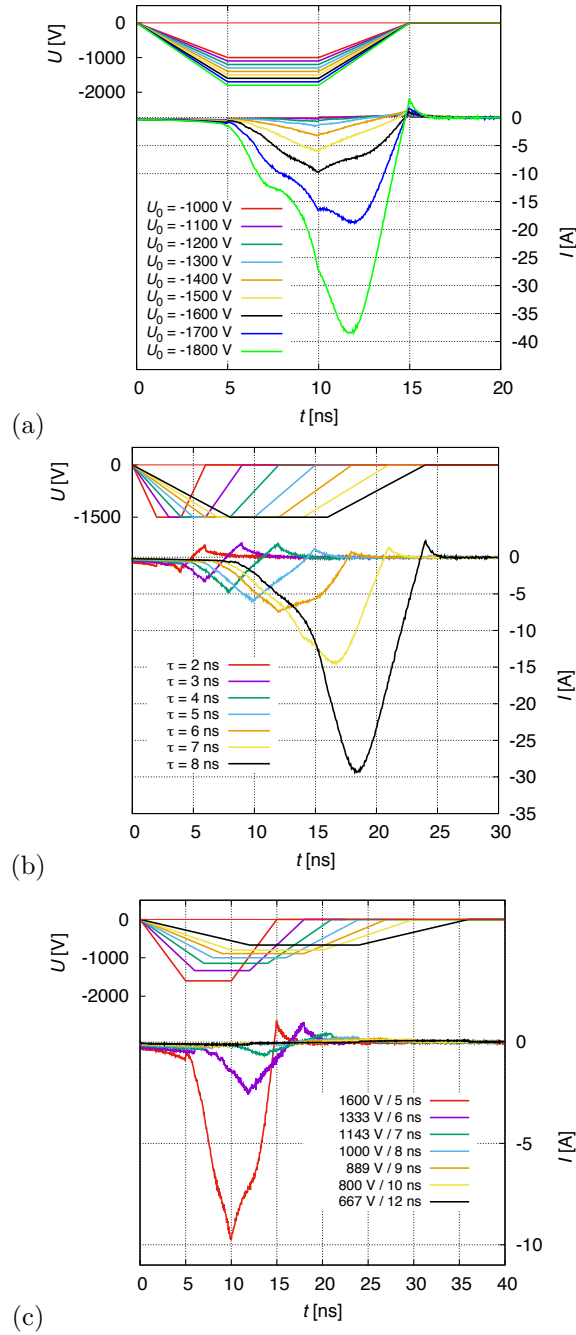 U [V]
0
-1000
-2000
0
-5
-10
-15
-20
-25
-30
-35
-40
I [A]
U0 = -1000 V
U0 = -1100 V
U0 = -1200 V
U0 = -1300 V
U0 = -1400 V
U0 = -1500 V
U0 = -1600 V
U0 = -1700 V
U0 = -1800 V
0 5 10 15 20
t [ns]
(a)
U [V]
0
-1500
0
-5
-10
-15
-20
-25
-30
-35
I [A]
τ = 2 ns
τ = 3 ns
τ = 4 ns
τ = 5 ns
τ = 6 ns
τ = 7 ns
τ = 8 ns
0 5 10 15 20 25 30
t [ns]
(b)
U [V]
0
-1000
-2000
0
-5
-10
I [A]
1600 V / 5 ns
1333 V / 6 ns
1143 V / 7 ns
1000 V / 8 ns
889 V / 9 ns
800 V / 10 ns
667 V / 12 ns
0 5 10 15 20 25 30 35 40
t [ns]
(c)